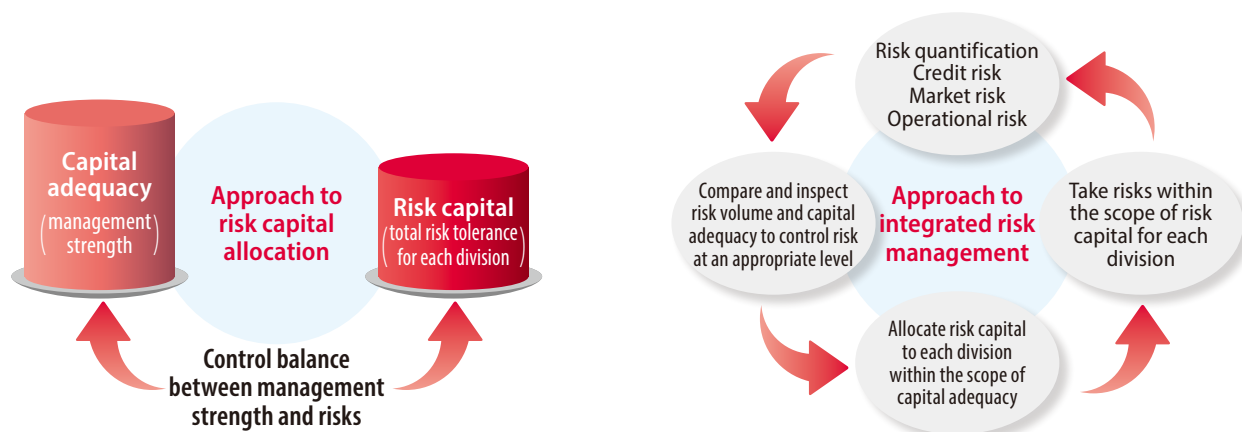 Capital
adequacy
(management
strength)
Approach to
risk capital
allocation
Risk capital
(total risk tolerance
for each division)
Control balance
between management
strength and risks
Risk quantification
Credit risk
Market risk
Operational risk
Compare and inspect
risk volume and capital
adequacy to control risk
at an appropriate level
Approach to
integrated risk
management
Take risks within
the scope of risk
capital for each
division
Allocate risk capital
to each division
within the scope of
capital adequacy